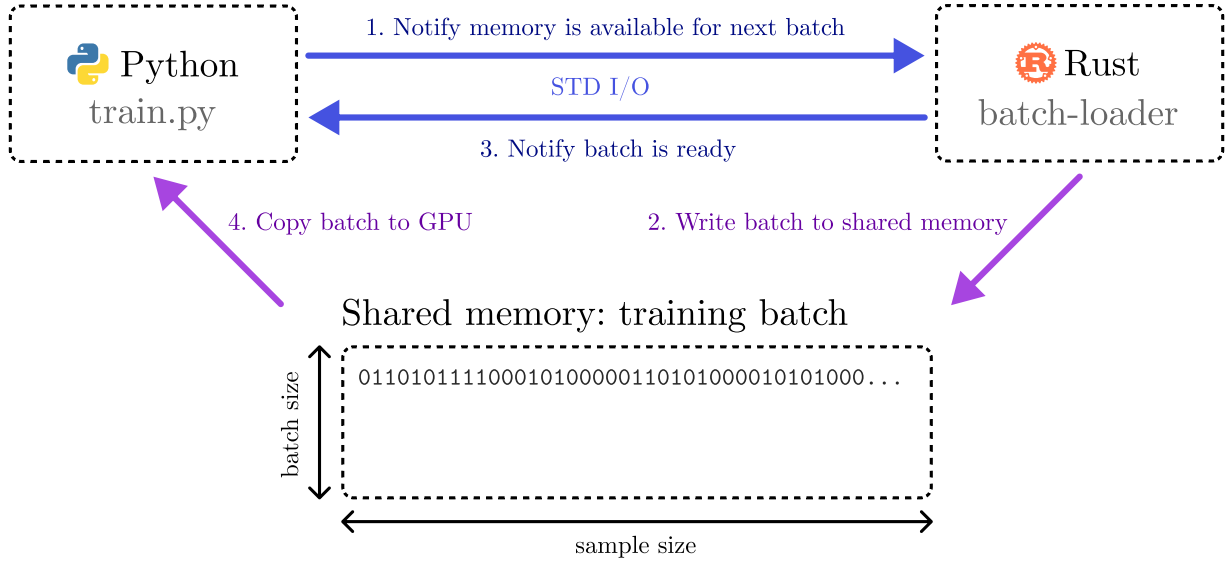 1. Notify memory is available for next batch
Python
train.py
STD I/O
Rust
batch-loader
3. Notify batch is ready
4. Copy batch to GPU
2. Write batch to shared memory
Shared memory: training batch
011010111100010100000110101000010101000...
batch size
sample size